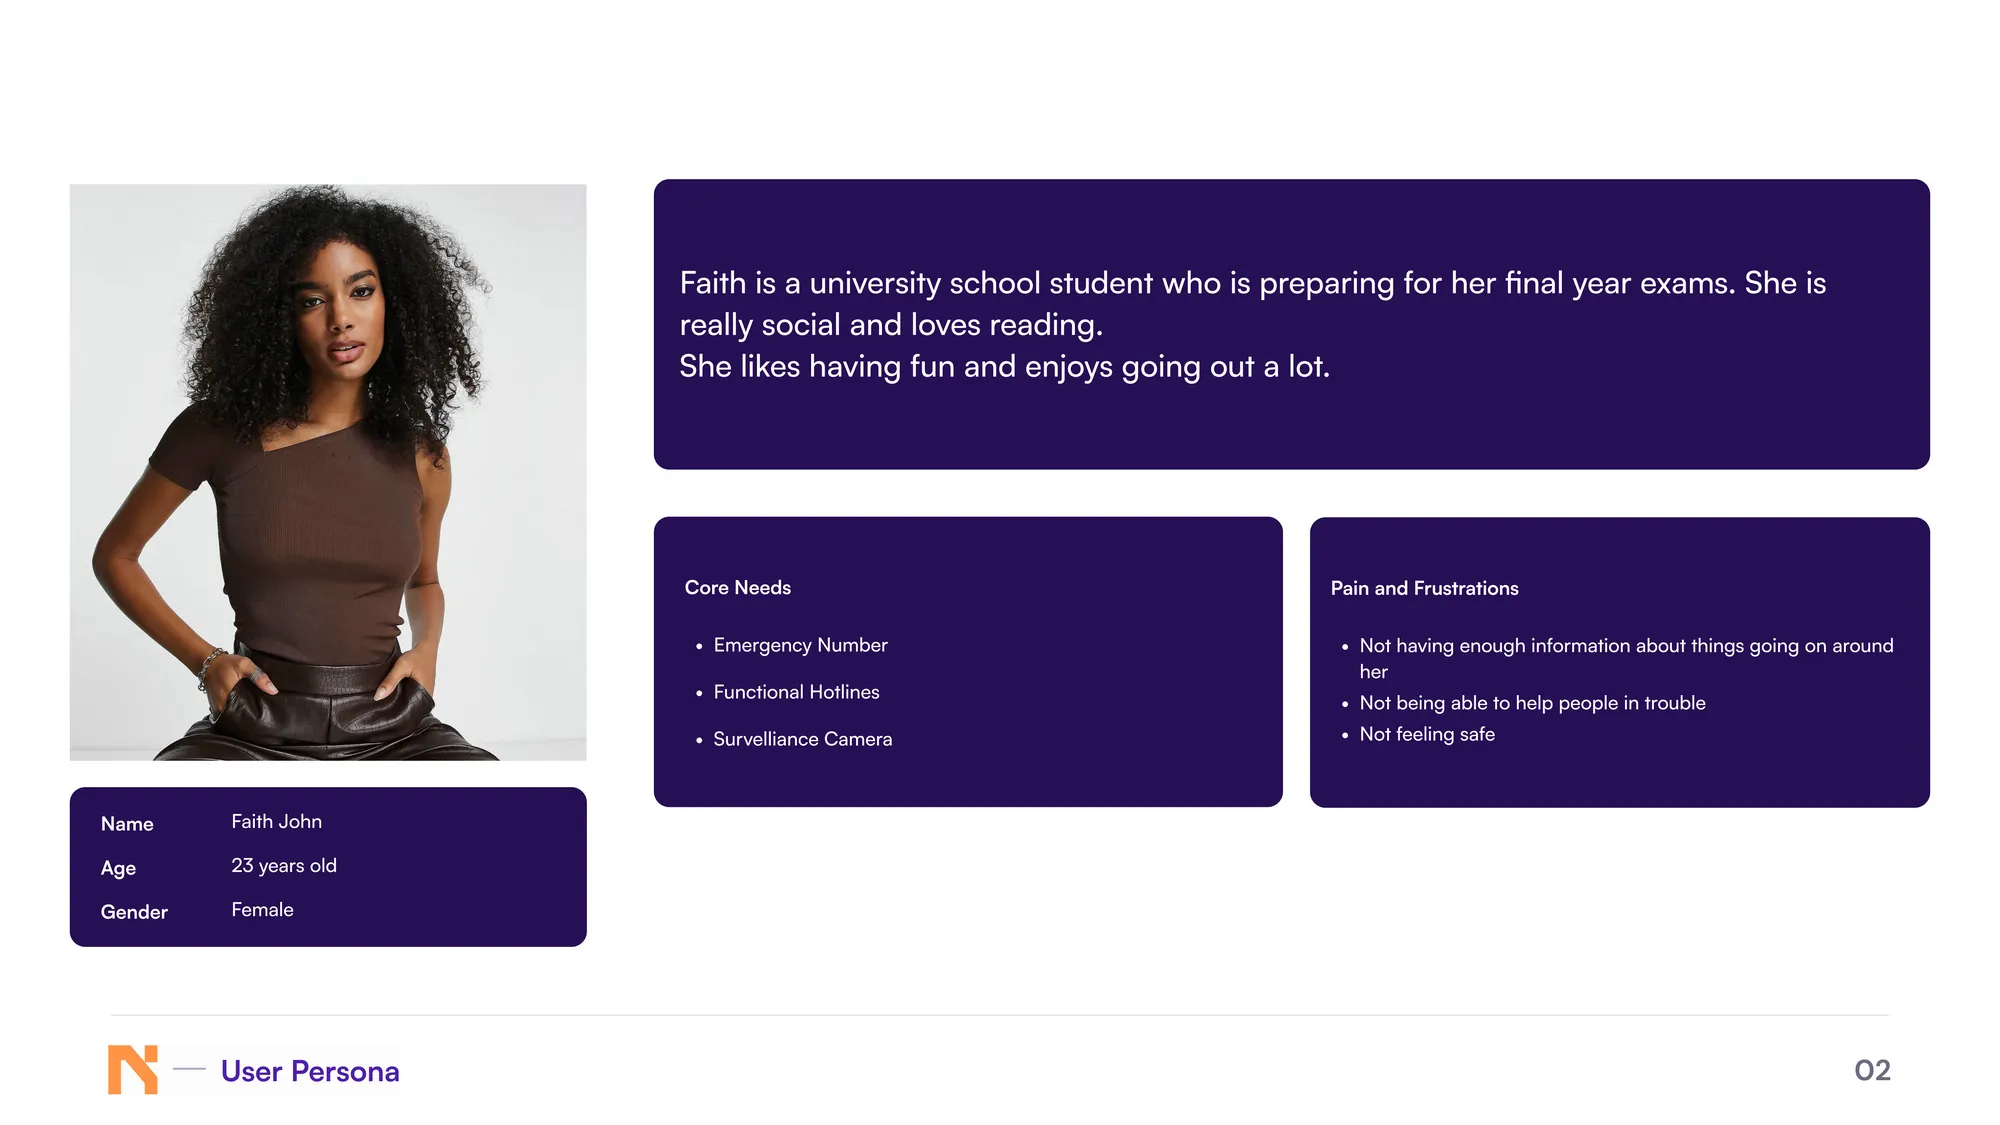 Faith is a university school student who is preparing for her final year exams. She is
really social and loves reading.
She likes having fun and enjoys going out a lot.
Core Needs
• Emergency Number
• Functional Hotlines
• Survelliance Camera
Pain and Frustrations
• Not having enough information about things going on around
her
• Not being able to help people in trouble
• Not feeling safe
Name Faith John
Age 23 years old
Gender Female
N — User Persona
02